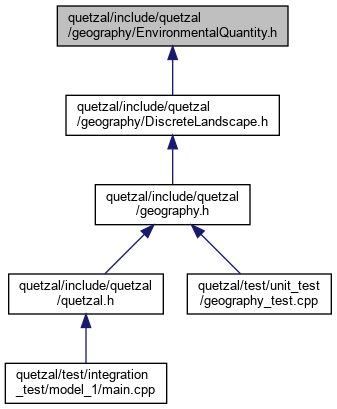 quetzal/include/quetzal
/geography/EnvironmentalQuantity.h
quetzal/include/quetzal
/geography/DiscreteLandscape.h
quetzal/include/quetzal
/geography.h
quetzal/include/quetzal
/quetzal.h
quetzal/test/unit_test
/geography_test.cpp
quetzal/test/integration
_test/model_1/main.cpp